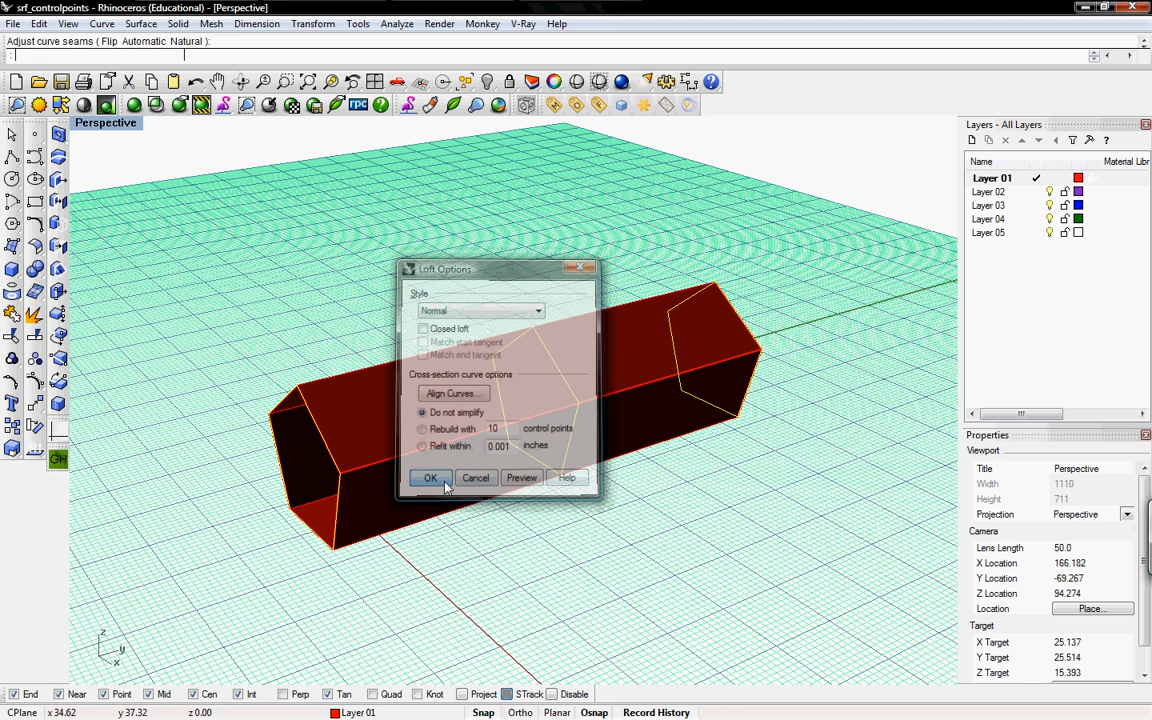 srf_controlpoints - Rhinoceros (Educational) - [Perspective]
File Edit View Curve Surface Solid Mesh Dimension Transform Tools Analyze Render Monkey V-Ray Help
Adjust curve seams ( Flip Automatic Natural ):
:
rpc
Perspective
Layers - All Layers
Name Material Libr
Layer 01
Layer 02
Layer 03
Layer 04
Layer 05
Loft Options
Style
Normal
Closed loft
Match start tangent
Match end tangent
Cross-section curve options
Align Curves...
Do not simplify
Rebuild with 10 control points
Refit within 0.001 inches
OK Cancel Preview Help
GH
z
y
x
Properties
Viewport
Title Perspective
Width 1110
Height 711
Projection Perspective
Camera
Lens Length 50.0
X Location 166.182
Y Location -69.267
Z Location 94.274
Location Place...
Target
X Target 25.137
Y Target 25.514
Z Target 15.393
End Near Point Mid Cen Int Perp Tan Quad Knot Project STrack Disable
CPlane x 34.62 y 37.32 z 0.00 Layer 01 Snap Ortho Planar Osnap Record History